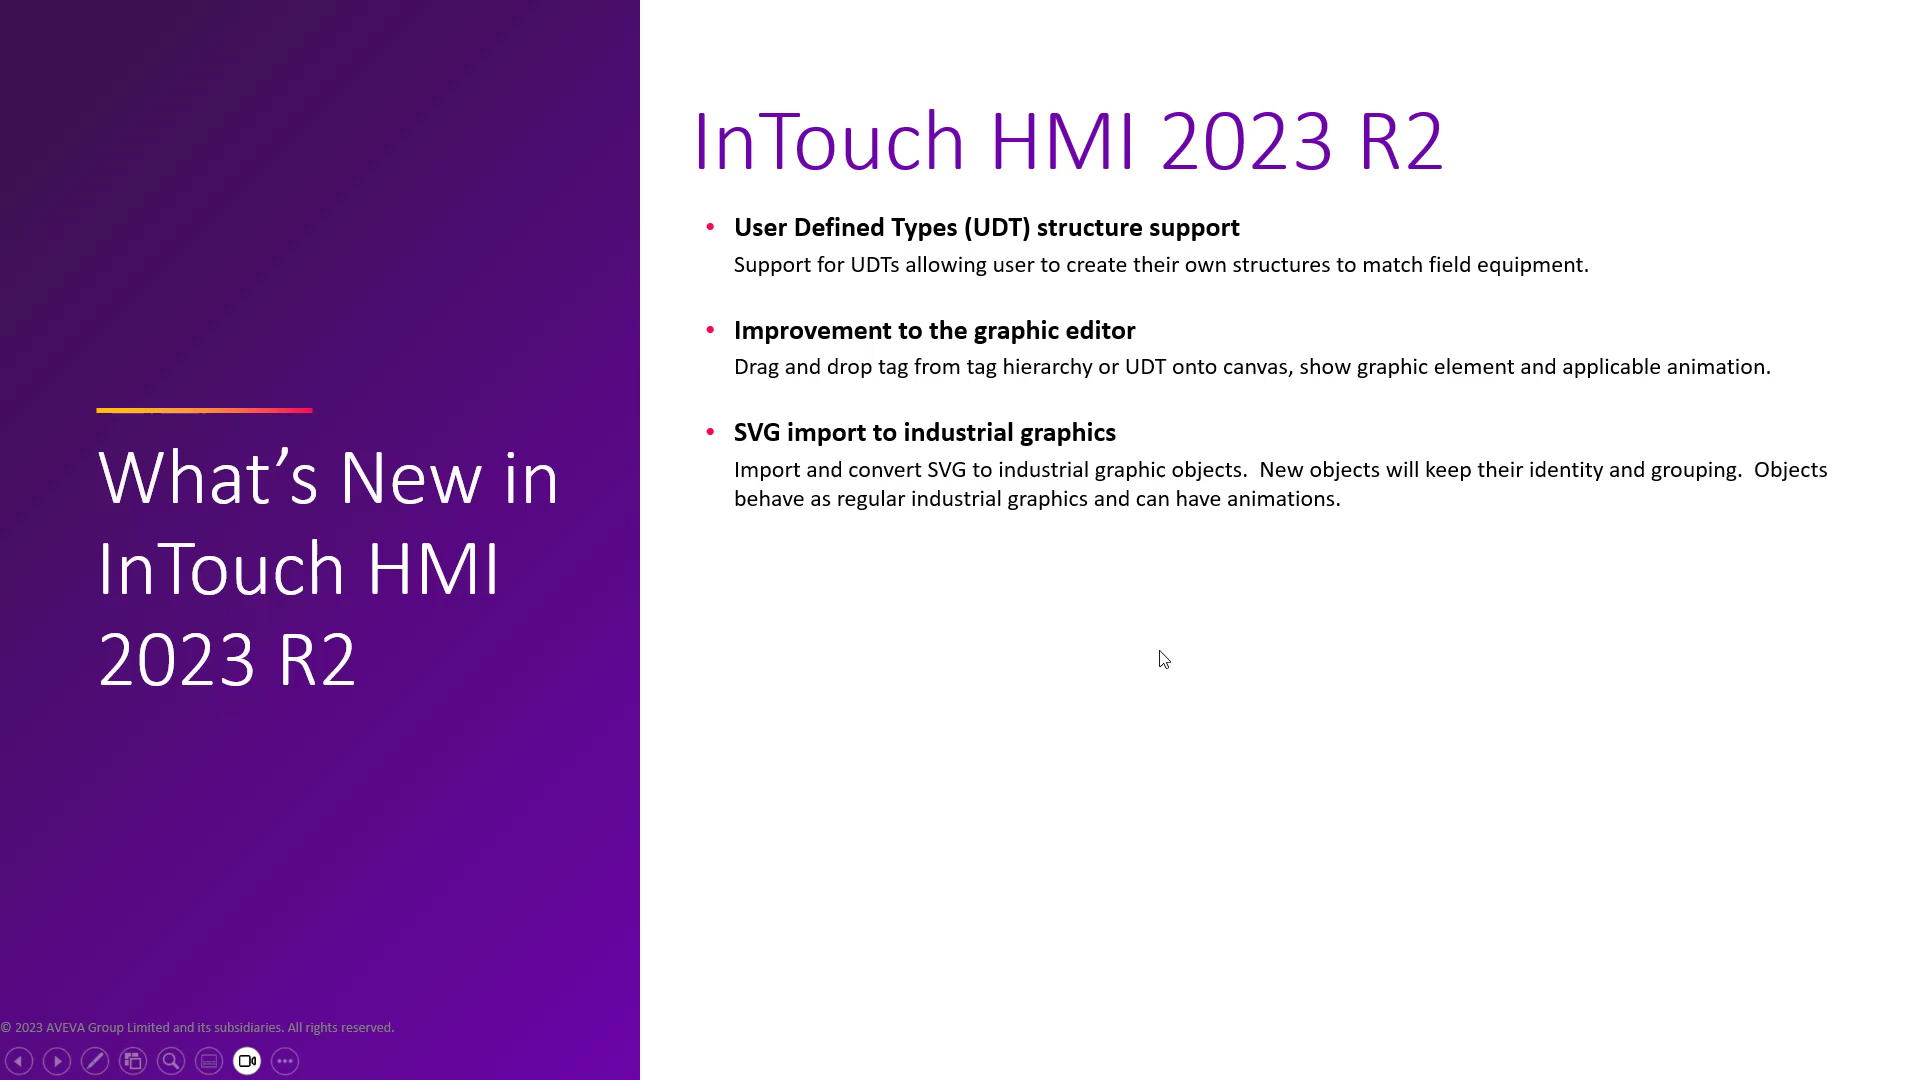 What’s New in
InTouch HMI
2023 R2
InTouch HMI 2023 R2
• User Defined Types (UDT) structure support
Support for UDTs allowing user to create their own structures to match field equipment.
• Improvement to the graphic editor
Drag and drop tag from tag hierarchy or UDT onto canvas, show graphic element and applicable animation.
• SVG import to industrial graphics
Import and convert SVG to industrial graphic objects.  New objects will keep their identity and grouping.  Objects
behave as regular industrial graphics and can have animations.
© 2023 AVEVA Group Limited and its subsidiaries. All rights reserved.